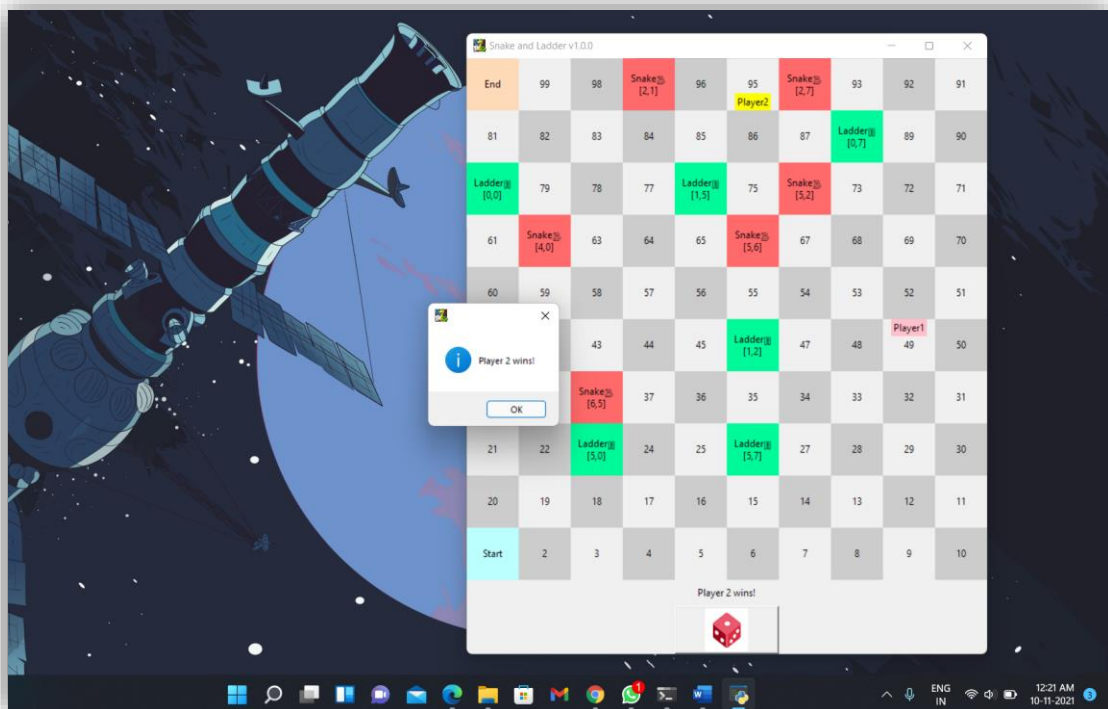 Snake and Ladder v1.0.0
End 99 98 Snake 96 95 Snake 93 92 91
[2,1] Player2 [2,7]
81 82 83 84 85 86 87 Ladder 89 90
[0,7]
Ladder 79 78 77 Ladder 75 Snake 73 72 71
[0,0] [1,5] [5,2]
61 Snake 63 64 65 Snake 67 68 69 70
[4,0] [5,6]
60 59 58 57 56 55 54 53 52 51
Player1
43 44 45 Ladder 47 48 49 50
[1,2]
Snake 37 36 35 34 33 32 31
[6,5]
21 22 Ladder 24 25 Ladder 27 28 29 30
[5,0] [5,7]
20 19 18 17 16 15 14 13 12 11
Start 2 3 4 5 6 7 8 9 10
Player 2 wins!
Player 2 wins!
OK
1
W
ENG
IN
12:21 AM
10-11-2021
3